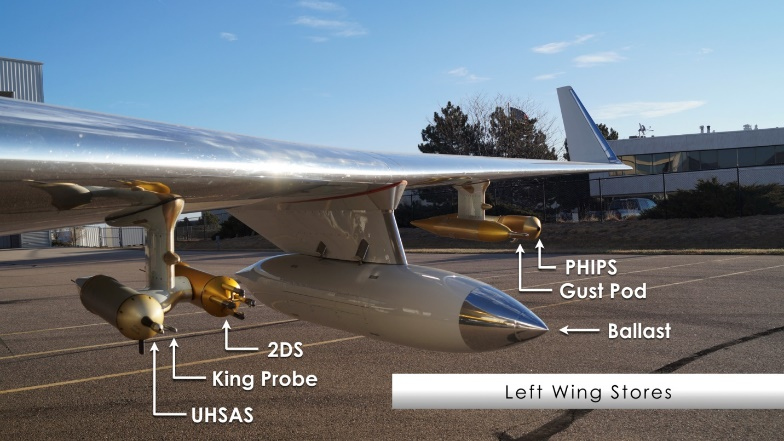 PHIPS
Gust Pod
Ballast
2DS
King Probe
Left Wing Stores
UHSAS